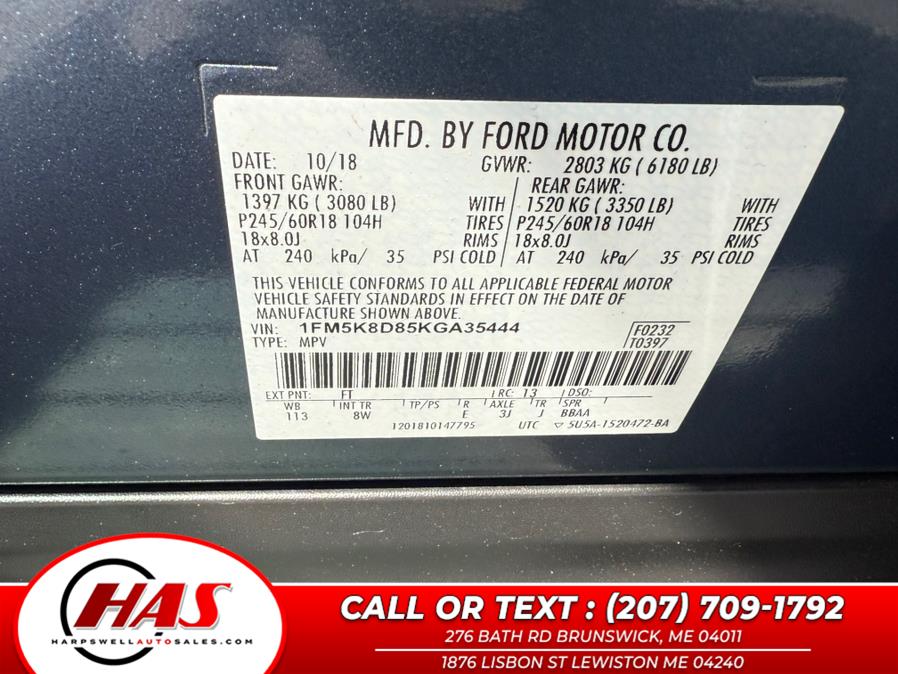 MFD. BY FORD MOTOR CO.
DATE: 10/18 GVWR: 2803 KG ( 6180 LB)
FRONT GAWR: REAR GAWR:
1397 KG ( 3080 LB) WITH 1520 KG ( 3350 LB) WITH
P245/60R18 104H TIRES P245/60R18 104H TIRES
18x8.0J RIMS 18x8.0J RIMS
AT 240 kPa/ 35 PSI COLD AT 240 kPa/ 35 PSI COLD
THIS VEHICLE CONFORMS TO ALL APPLICABLE FEDERAL MOTOR
VEHICLE SAFETY STANDARDS IN EFFECT ON THE DATE OF
MANUFACTURE SHOWN ABOVE.
VIN: 1FM5K8D85KGA35444 F0232
TYPE: MPV T0397
EXT PNT: FT RC: 13 DSO:
WB INT TR TP/PS R AXLE TR SPR
113 8W E 3J J BBAA
1201810147795 UTC ▽ 5U5A-1520472-BA
HAS
HARPSWELLAUTOSALES.COM
CALL OR TEXT : (207) 709-1792
276 BATH RD BRUNSWICK, ME 04011
1876 LISBON ST LEWISTON ME 04240